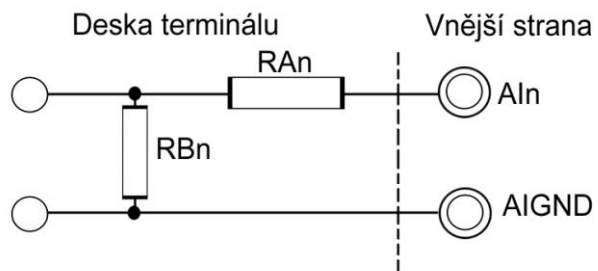 Deska terminálu
Vnější strana
RAn
AIn
RBn
AIGND